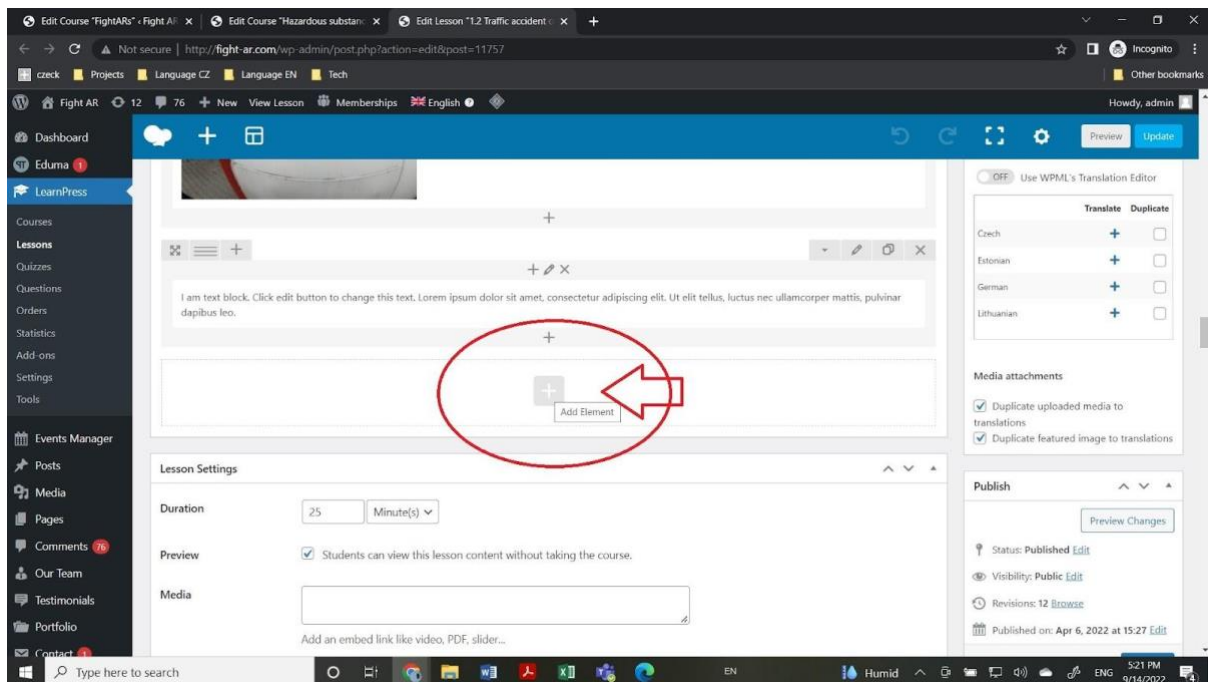 Edit Course "FightARs" ‹ Fight AR
Edit Course "Hazardous substanc
Edit Lesson "1.2 Traffic accident o
Not secure | http://fight-ar.com/wp-admin/post.php?action=edit&post=11757
Incognito
czeck
Projects
Language CZ
Language EN
Tech
Other bookmarks
Fight AR
12
76
New
View Lesson
Memberships
English
Howdy, admin
Dashboard
Eduma 1
LearnPress
Courses
Lessons
Quizzes
Questions
Orders
Statistics
Add-ons
Settings
Tools
Events Manager
Posts
Media
Pages
Comments 76
Our Team
Testimonials
Portfolio
Contact 1
Preview
Update
I am text block. Click edit button to change this text. Lorem ipsum dolor sit amet, consectetur adipiscing elit. Ut elit tellus, luctus nec ullamcorper mattis, pulvinar
dapibus leo.
Add Element
Lesson Settings
Duration
25
Minute(s)
Preview
Students can view this lesson content without taking the course.
Media
Add an embed link like video, PDF, slider...
OFF
Use WPML's Translation Editor
Translate Duplicate
Czech
Estonian
German
Lithuanian
Media attachments
Duplicate uploaded media to
translations
Duplicate featured image to translations
Publish
Preview Changes
Status: Published Edit
Visibility: Public Edit
Revisions: 12 Browse
Published on: Apr 6, 2022 at 15:27 Edit
Type here to search
EN
Humid
ENG
5:21 PM
9/14/2022
4